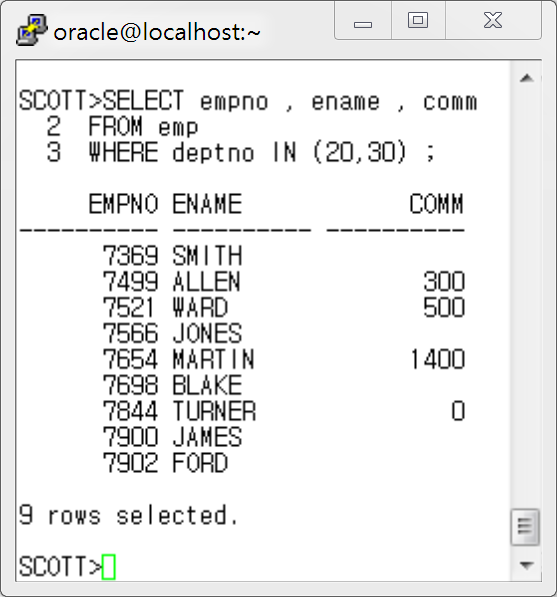 oracle@localhost:~
SCOTT>SELECT empno , ename , comm
  2  FROM emp
  3  WHERE deptno IN (20,30) ;
     EMPNO ENAME            COMM
---------- ---------- ----------
      7369 SMITH
      7499 ALLEN             300
      7521 WARD              500
      7566 JONES
      7654 MARTIN           1400
      7698 BLAKE
      7844 TURNER              0
      7900 JAMES
      7902 FORD
9 rows selected.
SCOTT>